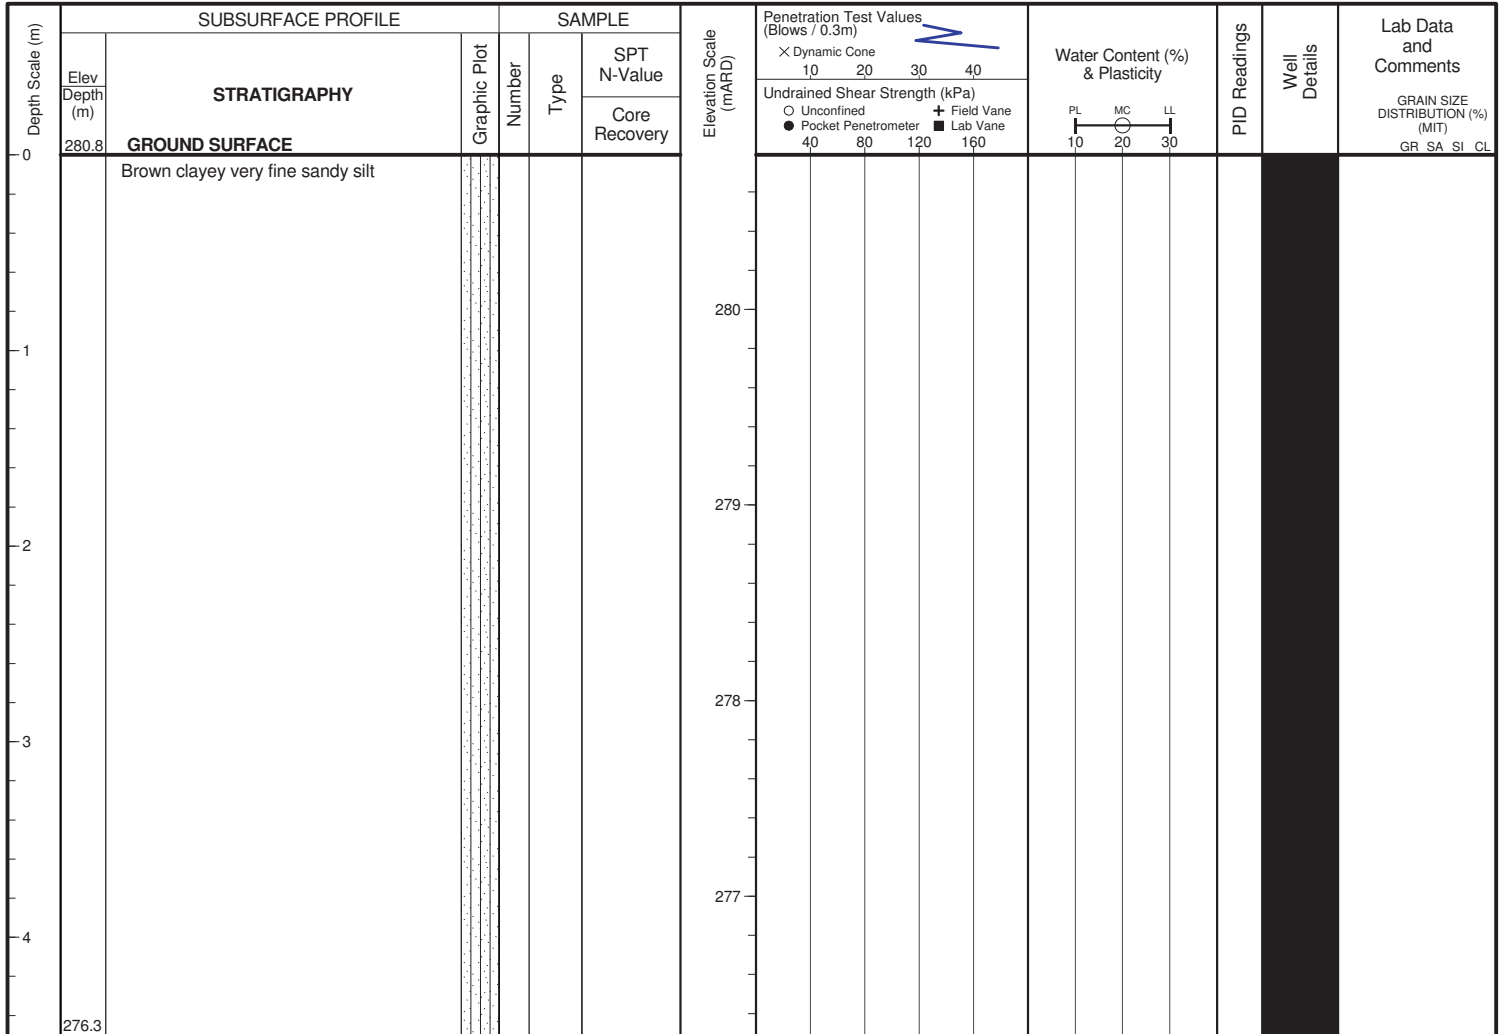 SUBSURFACE PROFILE
SAMPLE
Depth Scale (m)
Elev
Depth
(m)
STRATIGRAPHY
Graphic Plot
Number
Type
SPT
N-Value
Core
Recovery
Elevation Scale
(mARD)
Penetration Test Values
(Blows / 0.3m)
Dynamic Cone
10 20 30 40
Undrained Shear Strength (kPa)
Unconfined
Field Vane
Pocket Penetrometer
Lab Vane
40 80 120 160
Water Content (%)
& Plasticity
PL MC LL
10 20 30
PID Readings
Well
Details
Lab Data
and
Comments
GRAIN SIZE
DISTRIBUTION (%)
(MIT)
GR SA SI CL
280.8
GROUND SURFACE
0
Brown clayey very fine sandy silt
280
1
279
2
278
3
277
4
276.3